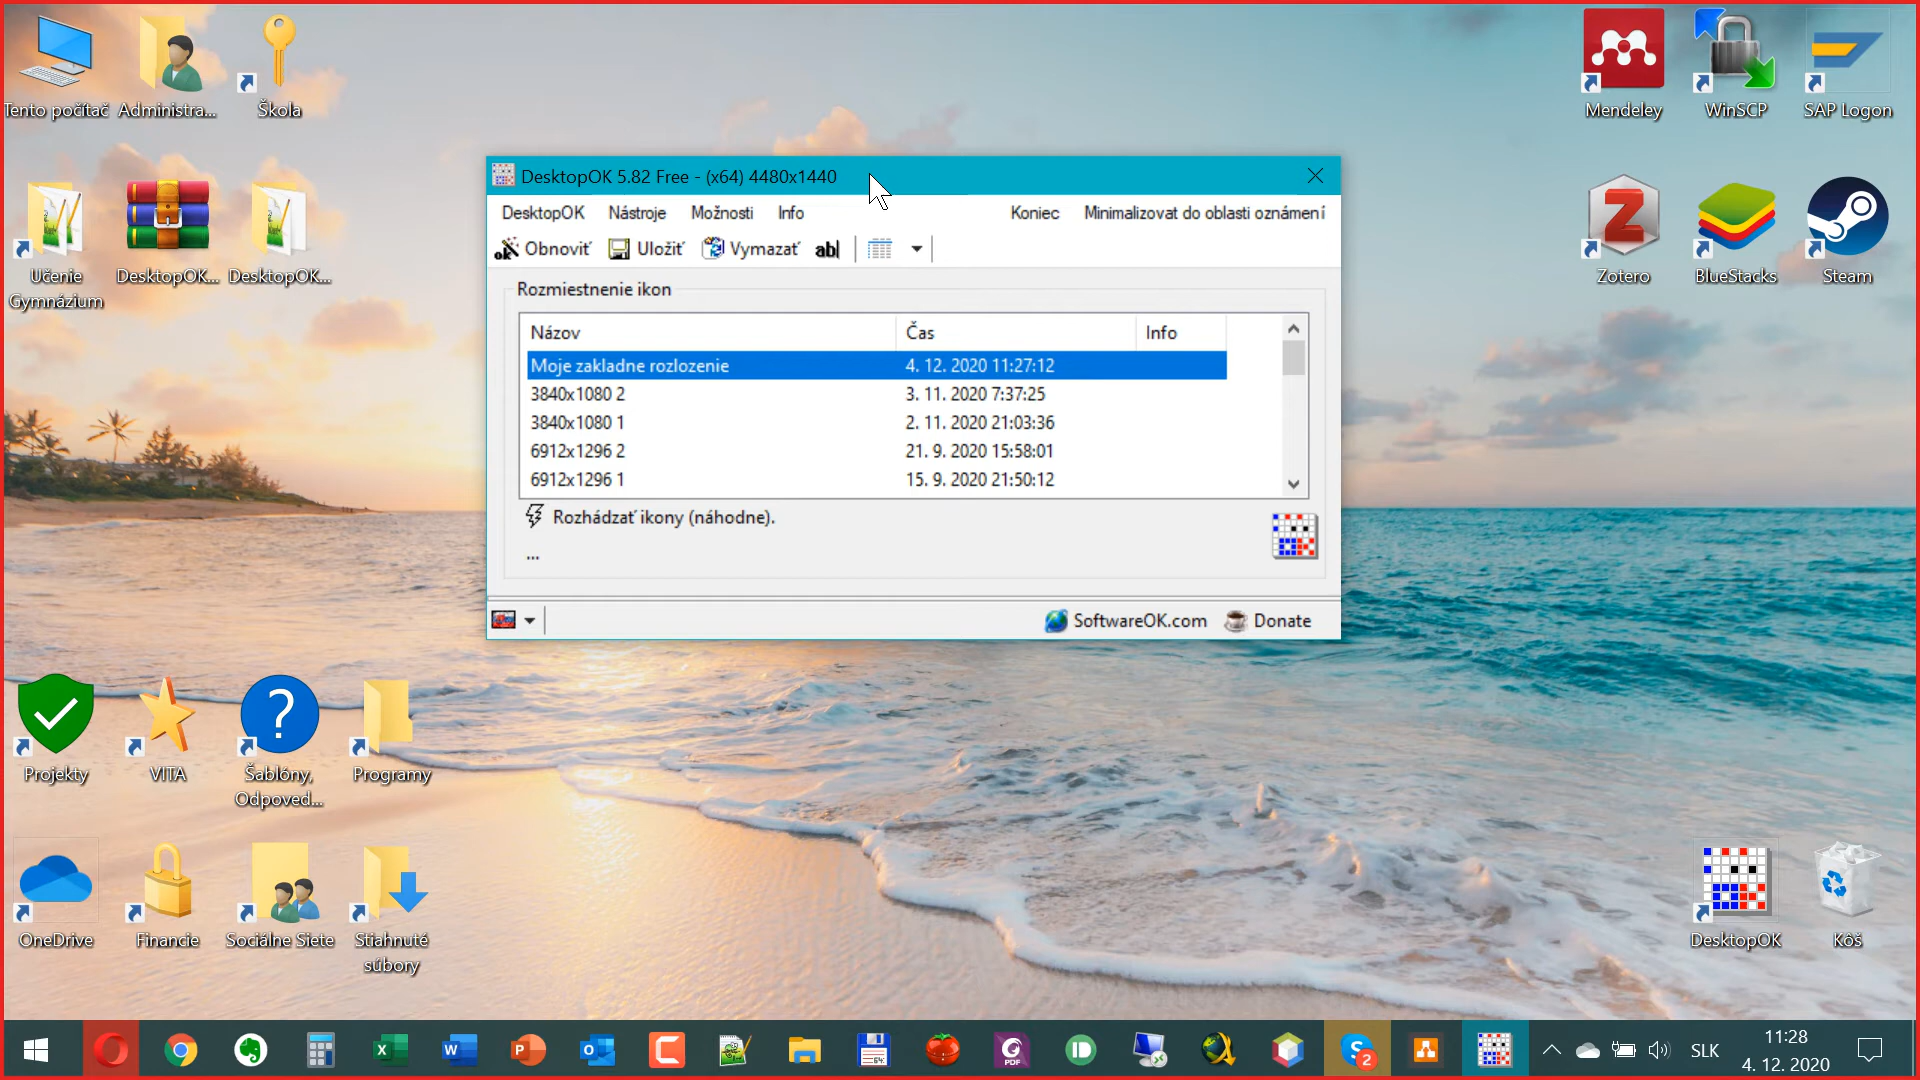 Tento počítač
Administra...
Škola
Mendeley
WinSCP
SAP Logon
DesktopOK 5.82 Free - (x64) 4480x1440
DesktopOK Nástroje Možnosti Info Koniec Minimalizovat do oblasti oznámení
Obnoviť Uložiť Vymazať ab|
Učenie
Gymnázium
DesktopOK...
DesktopOK...
Zotero
BlueStacks
Steam
Rozmiestnenie ikon
Názov Čas Info
Moje zakladne rozlozenie 4. 12. 2020 11:27:12
3840x1080 2 3. 11. 2020 7:37:25
3840x1080 1 2. 11. 2020 21:03:36
6912x1296 2 21. 9. 2020 15:58:01
6912x1296 1 15. 9. 2020 21:50:12
Rozhádzať ikony (náhodne).
...
SoftwareOK.com Donate
Projekty
VITA
Šablóny,
Odpoved...
Programy
OneDrive
Financie
Sociálne Siete
Stiahnuté
súbory
DesktopOK
Kôš
PDF
2
SLK
11:28
4. 12. 2020